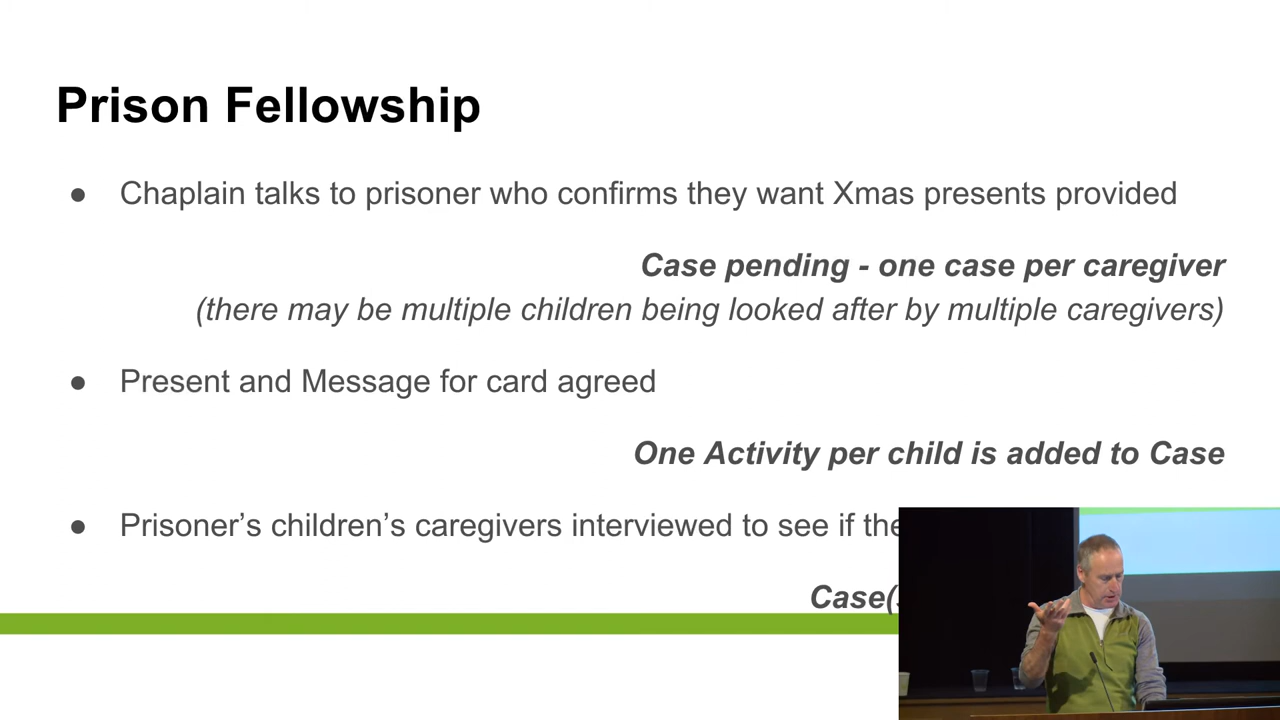 Prison Fellowship
● Chaplain talks to prisoner who confirms they want Xmas presents provided
Case pending - one case per caregiver
(there may be multiple children being looked after by multiple caregivers)
● Present and Message for card agreed
One Activity per child is added to Case
● Prisoner’s children’s caregivers interviewed to see if